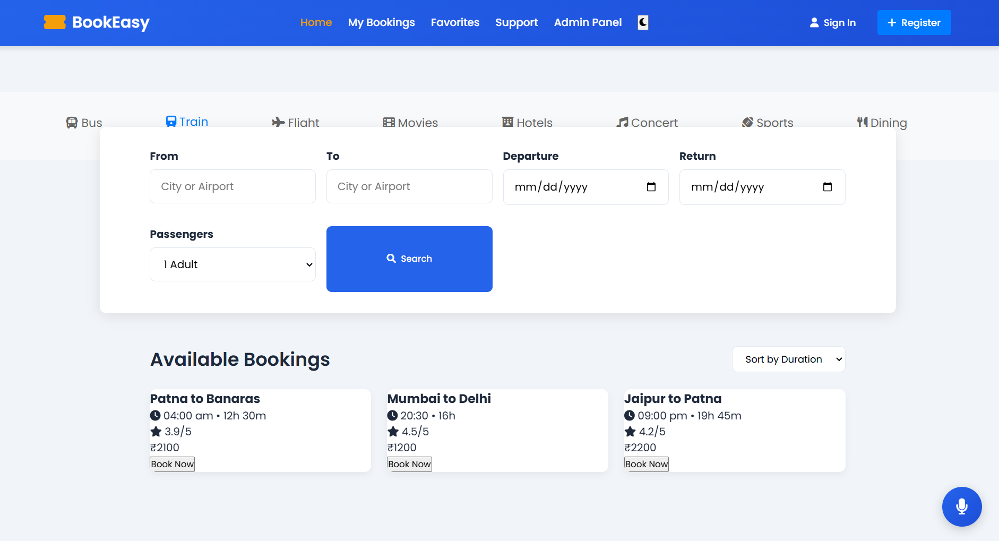 BookEasy
Home My Bookings Favorites Support Admin Panel
Sign In
Register
Bus Train Flight Movies Hotels Concert Sports Dining
From To Departure Return
City or Airport City or Airport mm/dd/yyyy mm/dd/yyyy
Passengers
1 Adult
Search
Available Bookings
Sort by Duration
Patna to Banaras
04:00 am • 12h 30m
3.9/5
₹2100
Book Now
Mumbai to Delhi
20:30 • 16h
4.5/5
₹1200
Book Now
Jaipur to Patna
09:00 pm • 19h 45m
4.2/5
₹2200
Book Now